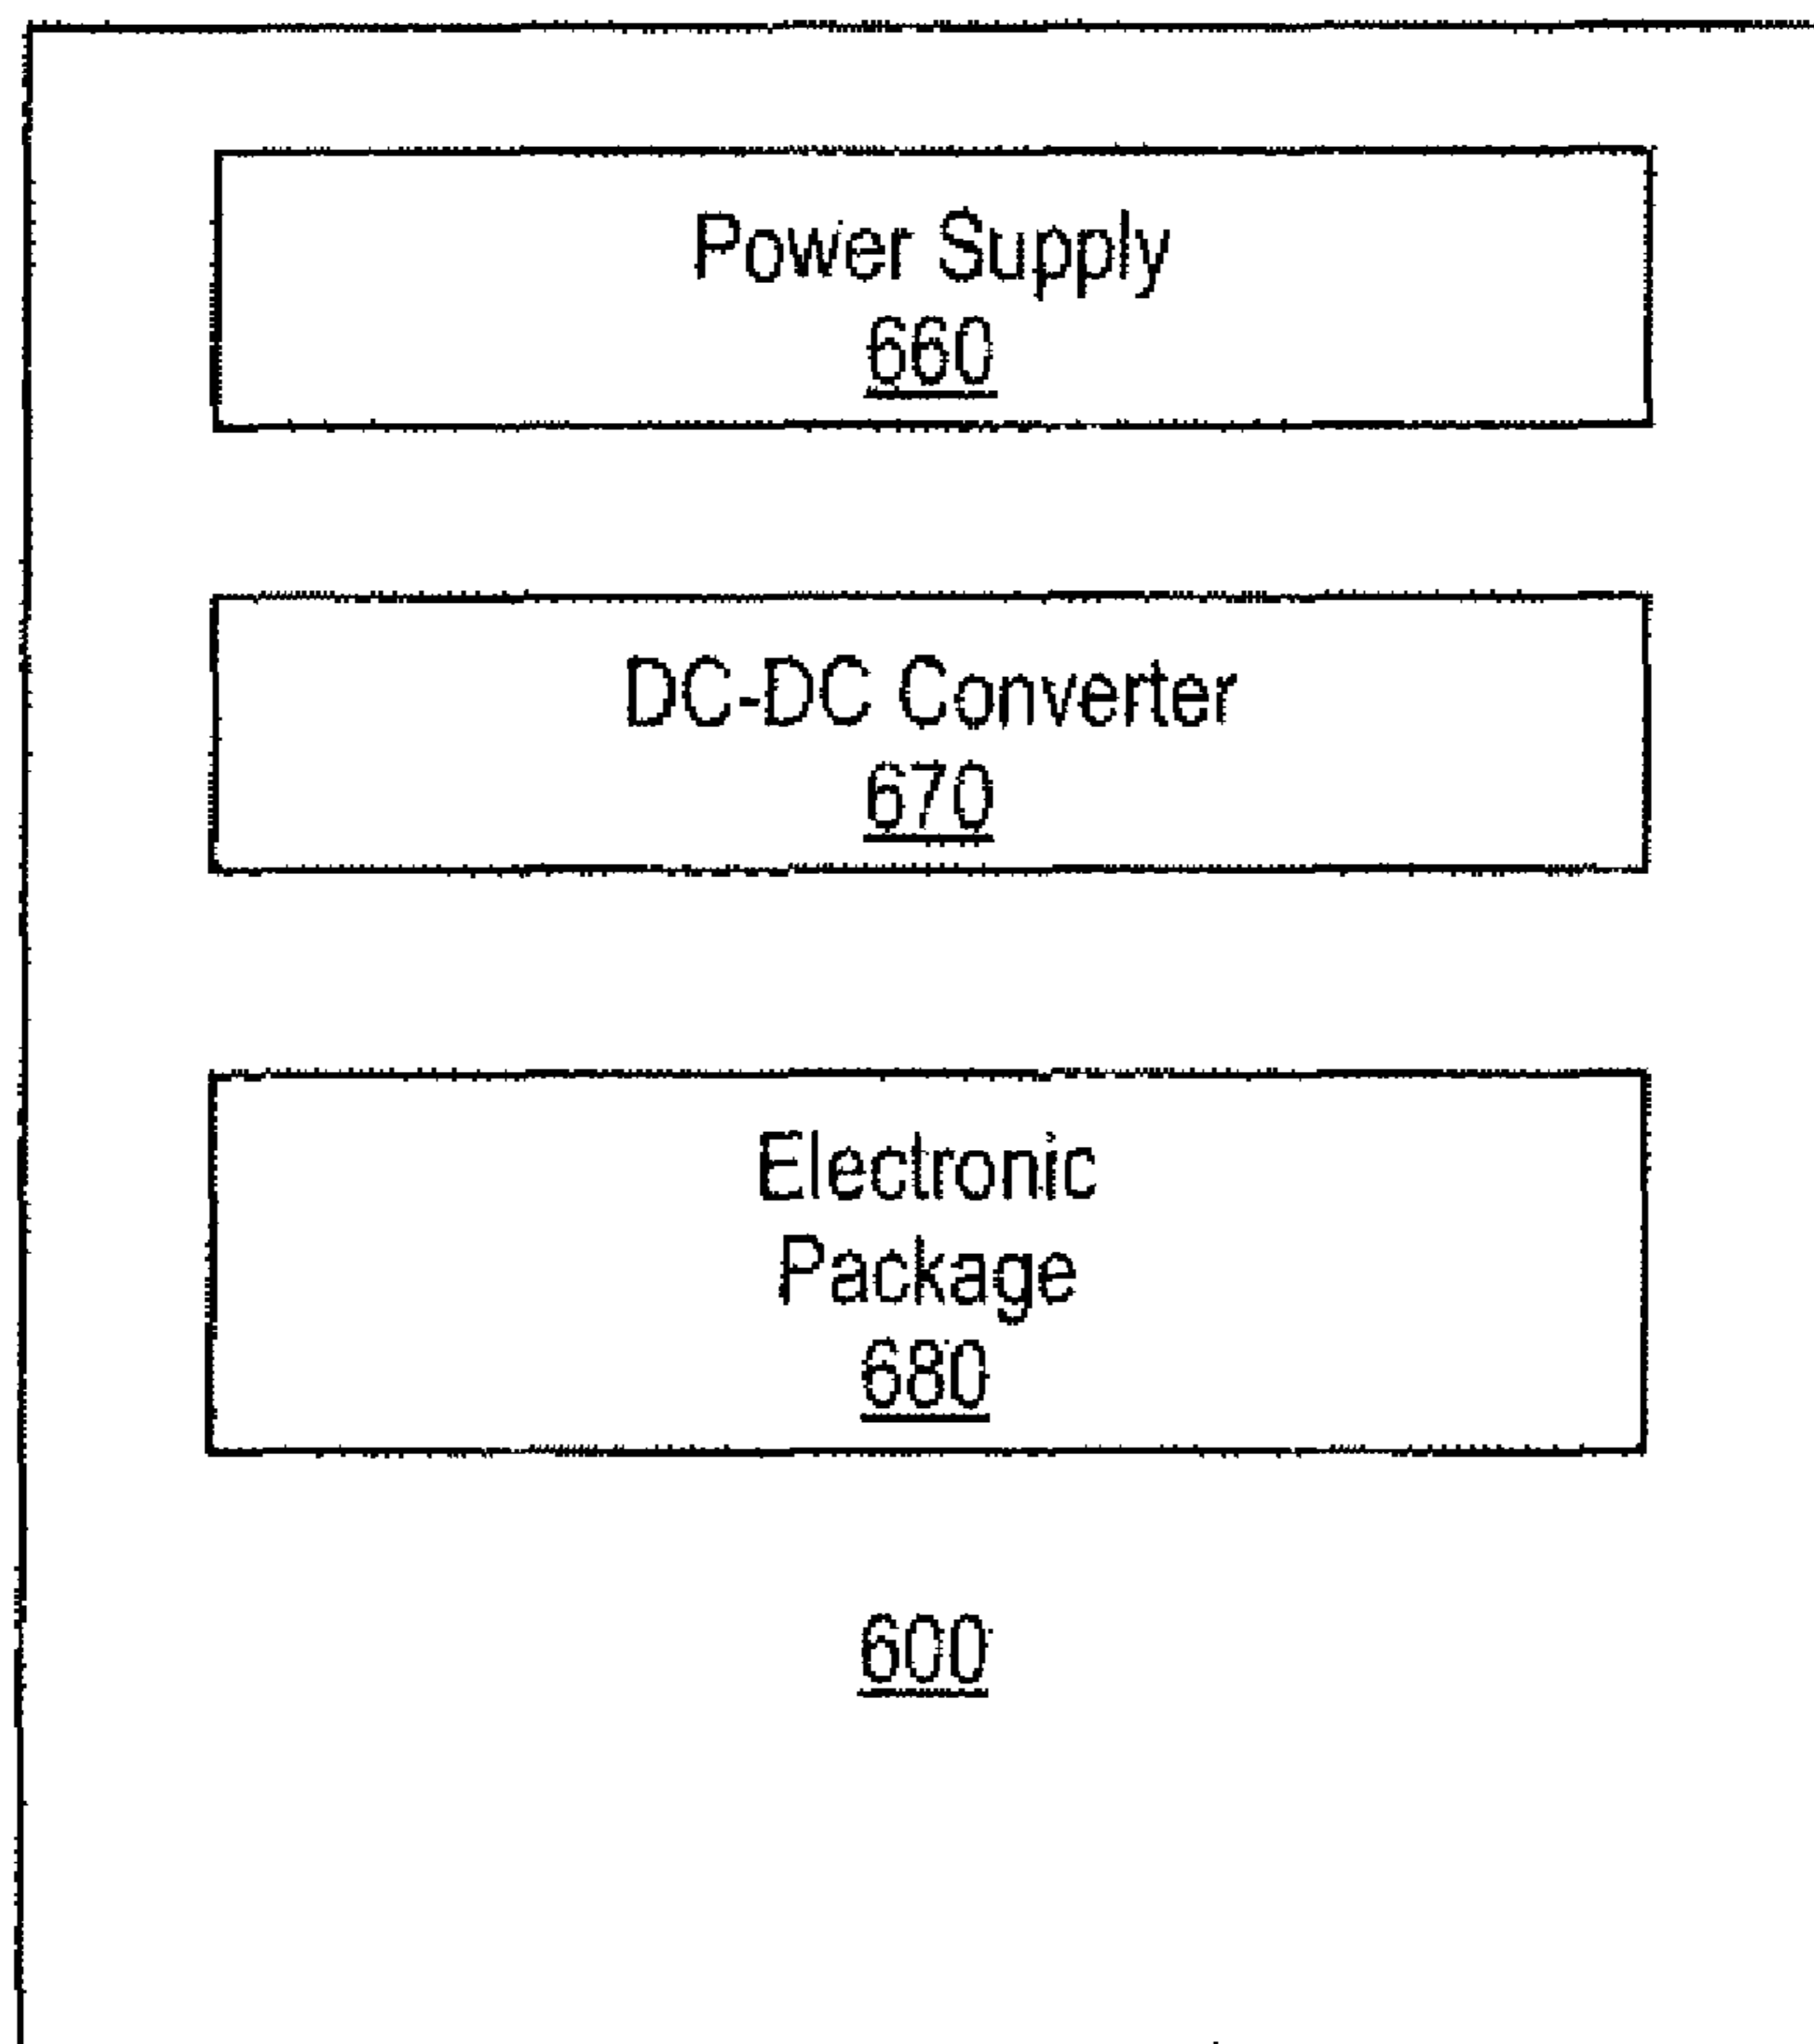 Power Supply
660
DC-DC Converter
670
Electronic
Package
680
600